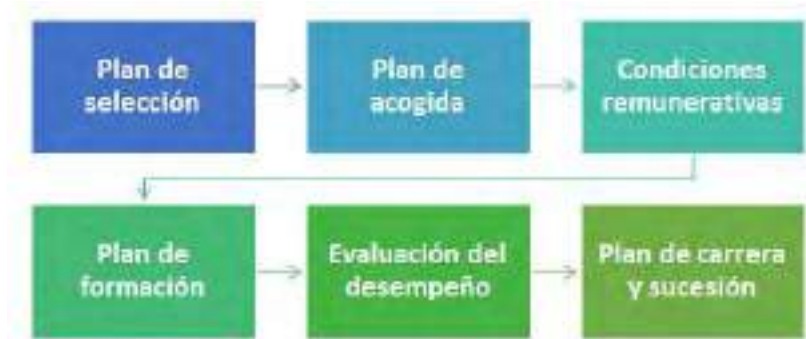 Plan de
selección
Plan de
acogida
Condiciones
remunerativas
Plan de
formación
Evaluación del
desempeño
Plan de carrera
y sucesión